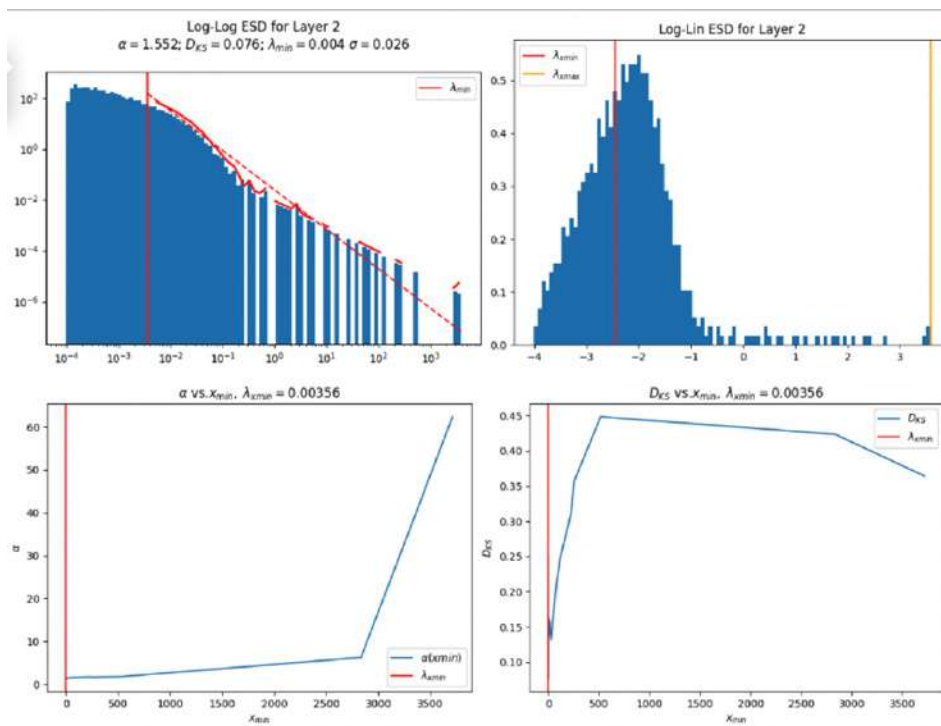 Log-Log ESD for Layer 2
α = 1.552; D_KS = 0.076; λ_min = 0.004 σ = 0.026
λ_min
10^2
10^0
10^-2
10^-4
10^-6
10^-4 10^-3 10^-2 10^-1 10^0 10^1 10^2 10^3
Log-Lin ESD for Layer 2
λ_xmin
λ_xmax
0.5
0.4
0.3
0.2
0.1
0.0
-4 -3 -2 -1 0 1 2 3
α vs.x_min, λ_xmin = 0.00356
60
50
40
30
20
10
0
α
α(xmin)
λ_xmin
0 500 1000 1500 2000 2500 3000 3500
x_min
D_KS vs.x_min, λ_xmin = 0.00356
D_KS
λ_xmin
0.45
0.40
0.35
0.30
0.25
0.20
0.15
0.10
D_KS
0 500 1000 1500 2000 2500 3000 3500
x_min